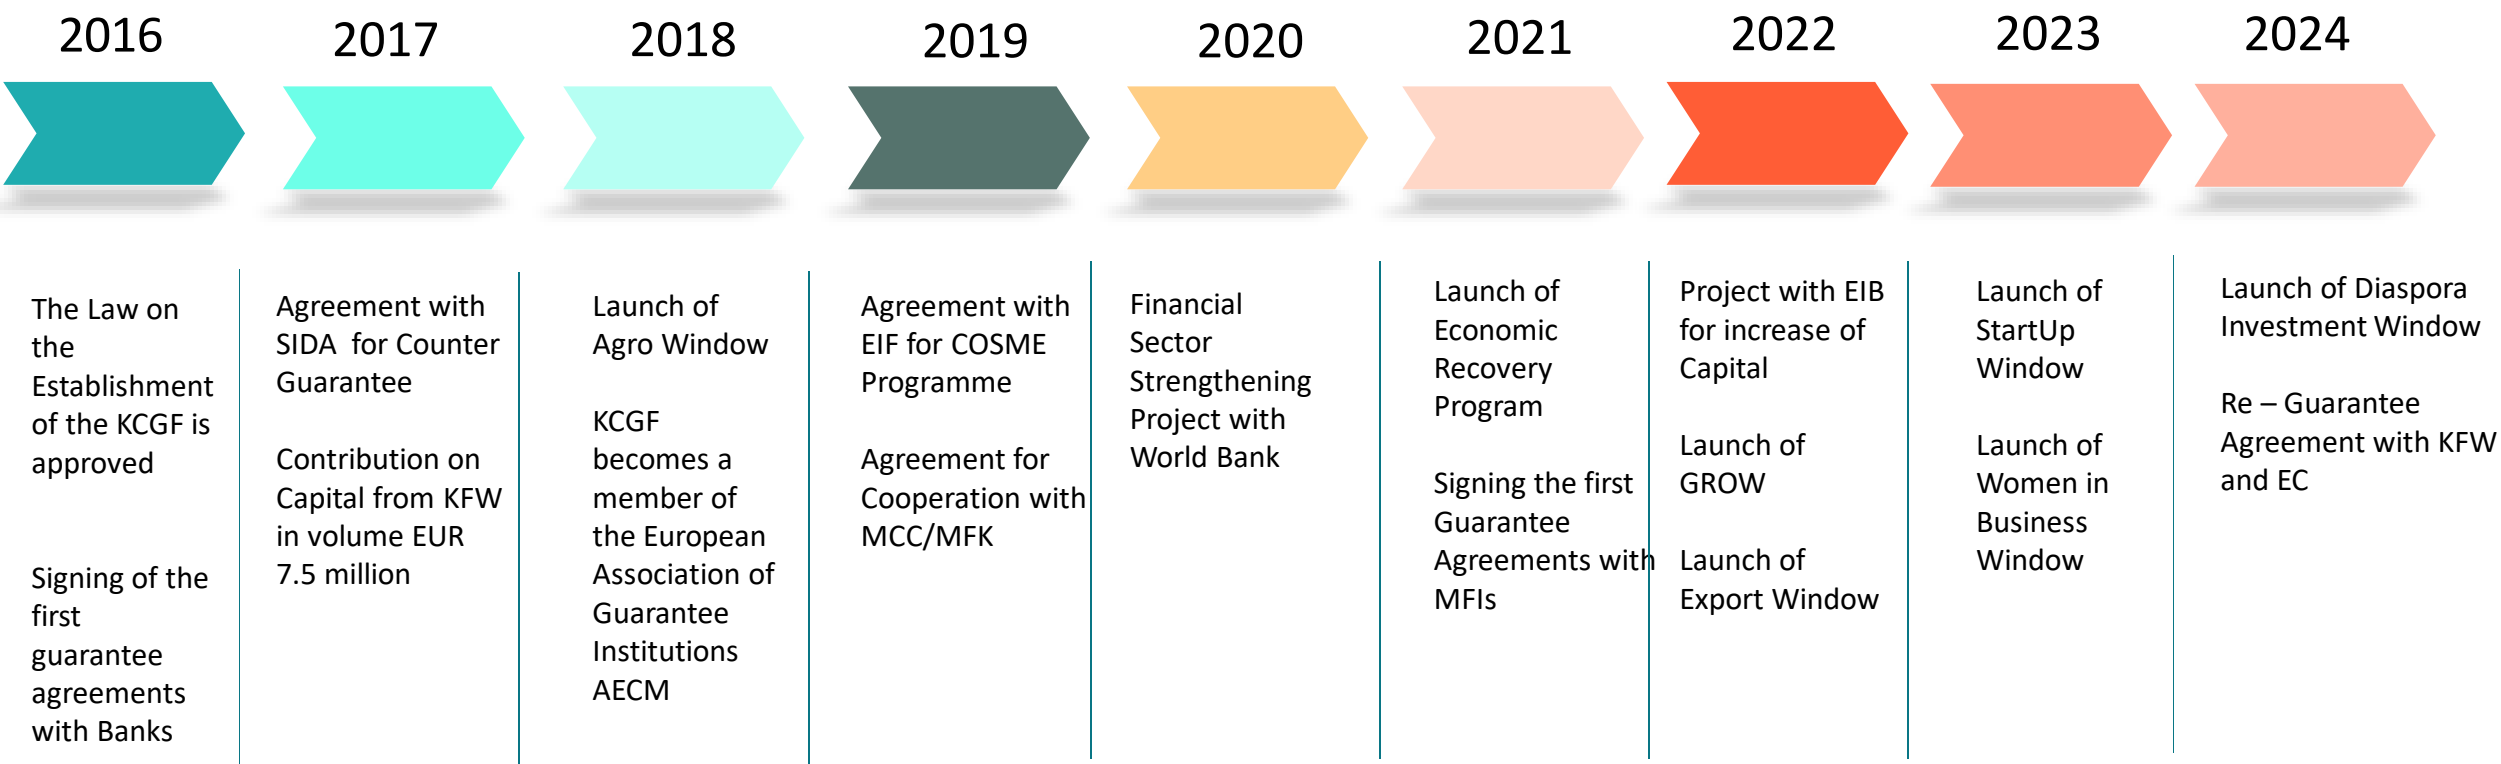 2016
2017
2018
2019
2020
2021
2022
2023
2024
The Law on
the
Establishment
of the KCGF is
approved
Signing of the
first
guarantee
agreements
with Banks
Agreement with
SIDA for Counter
Guarantee
Contribution on
Capital from KFW
in volume EUR
7.5 million
Launch of
Agro Window
KCGF
becomes a
member of
the European
Association of
Guarantee
Institutions
AECM
Agreement with
EIF for COSME
Programme
Agreement for
Cooperation with
MCC/MFK
Financial
Sector
Strengthening
Project with
World Bank
Launch of
Economic
Recovery
Program
Signing the first
Guarantee
Agreements with
MFIs
Project with EIB
for increase of
Capital
Launch of
GROW
Launch of
Export Window
Launch of
StartUp
Window
Launch of
Women in
Business
Window
Launch of Diaspora
Investment Window
Re – Guarantee
Agreement with KFW
and EC